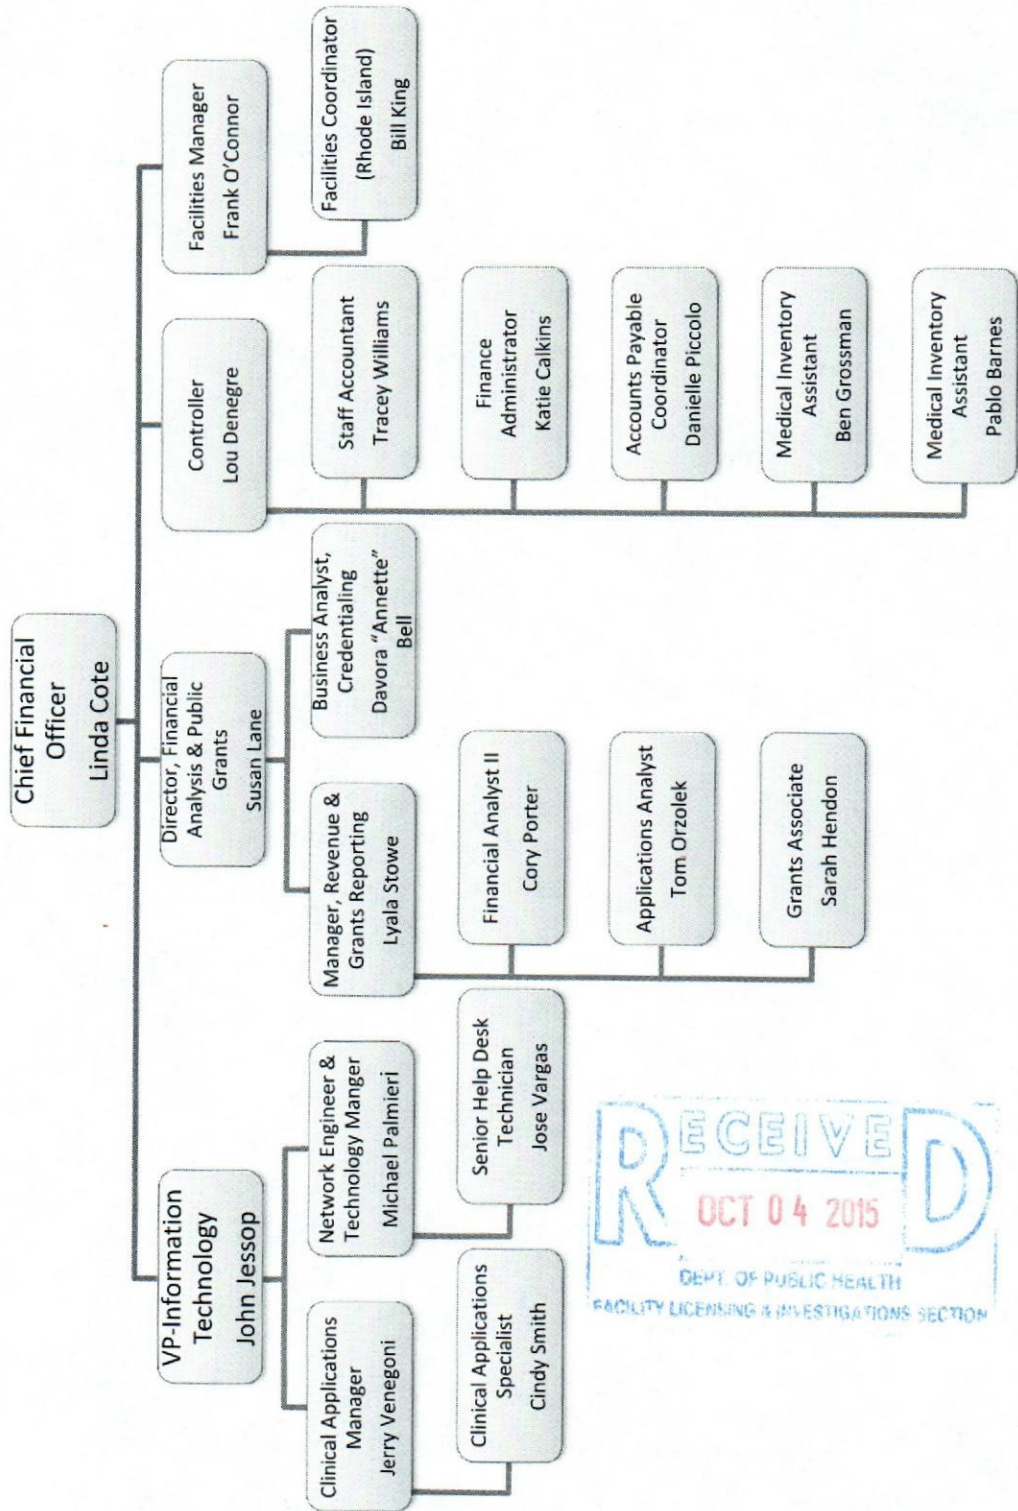 Chief Financial
Officer
Linda Cote
VP-Information
Technology
John Jessop
Director, Financial
Analysis & Public
Grants
Susan Lane
Controller
Lou Denegre
Facilities Manager
Frank O’Connor
Clinical Applications
Manager
Jerry Venegoni
Network Engineer &
Technology Manger
Michael Palmieri
Manager, Revenue &
Grants Reporting
Lyala Stowe
Business Analyst,
Credentialing
Davora “Annette”
Bell
Staff Accountant
Tracey Williams
Facilities Coordinator
(Rhode Island)
Bill King
Clinical Applications
Specialist
Cindy Smith
Senior Help Desk
Technician
Jose Vargas
Financial Analyst II
Cory Porter
Finance
Administrator
Katie Calkins
Applications Analyst
Tom Orzolek
Accounts Payable
Coordinator
Danielle Piccolo
Grants Associate
Sarah Hendon
Medical Inventory
Assistant
Ben Grossman
Medical Inventory
Assistant
Pablo Barnes
RECEIVED
OCT 04 2015
DEPT. OF PUBLIC HEALTH
FACILITY LICENSING & INVESTIGATIONS SECTION